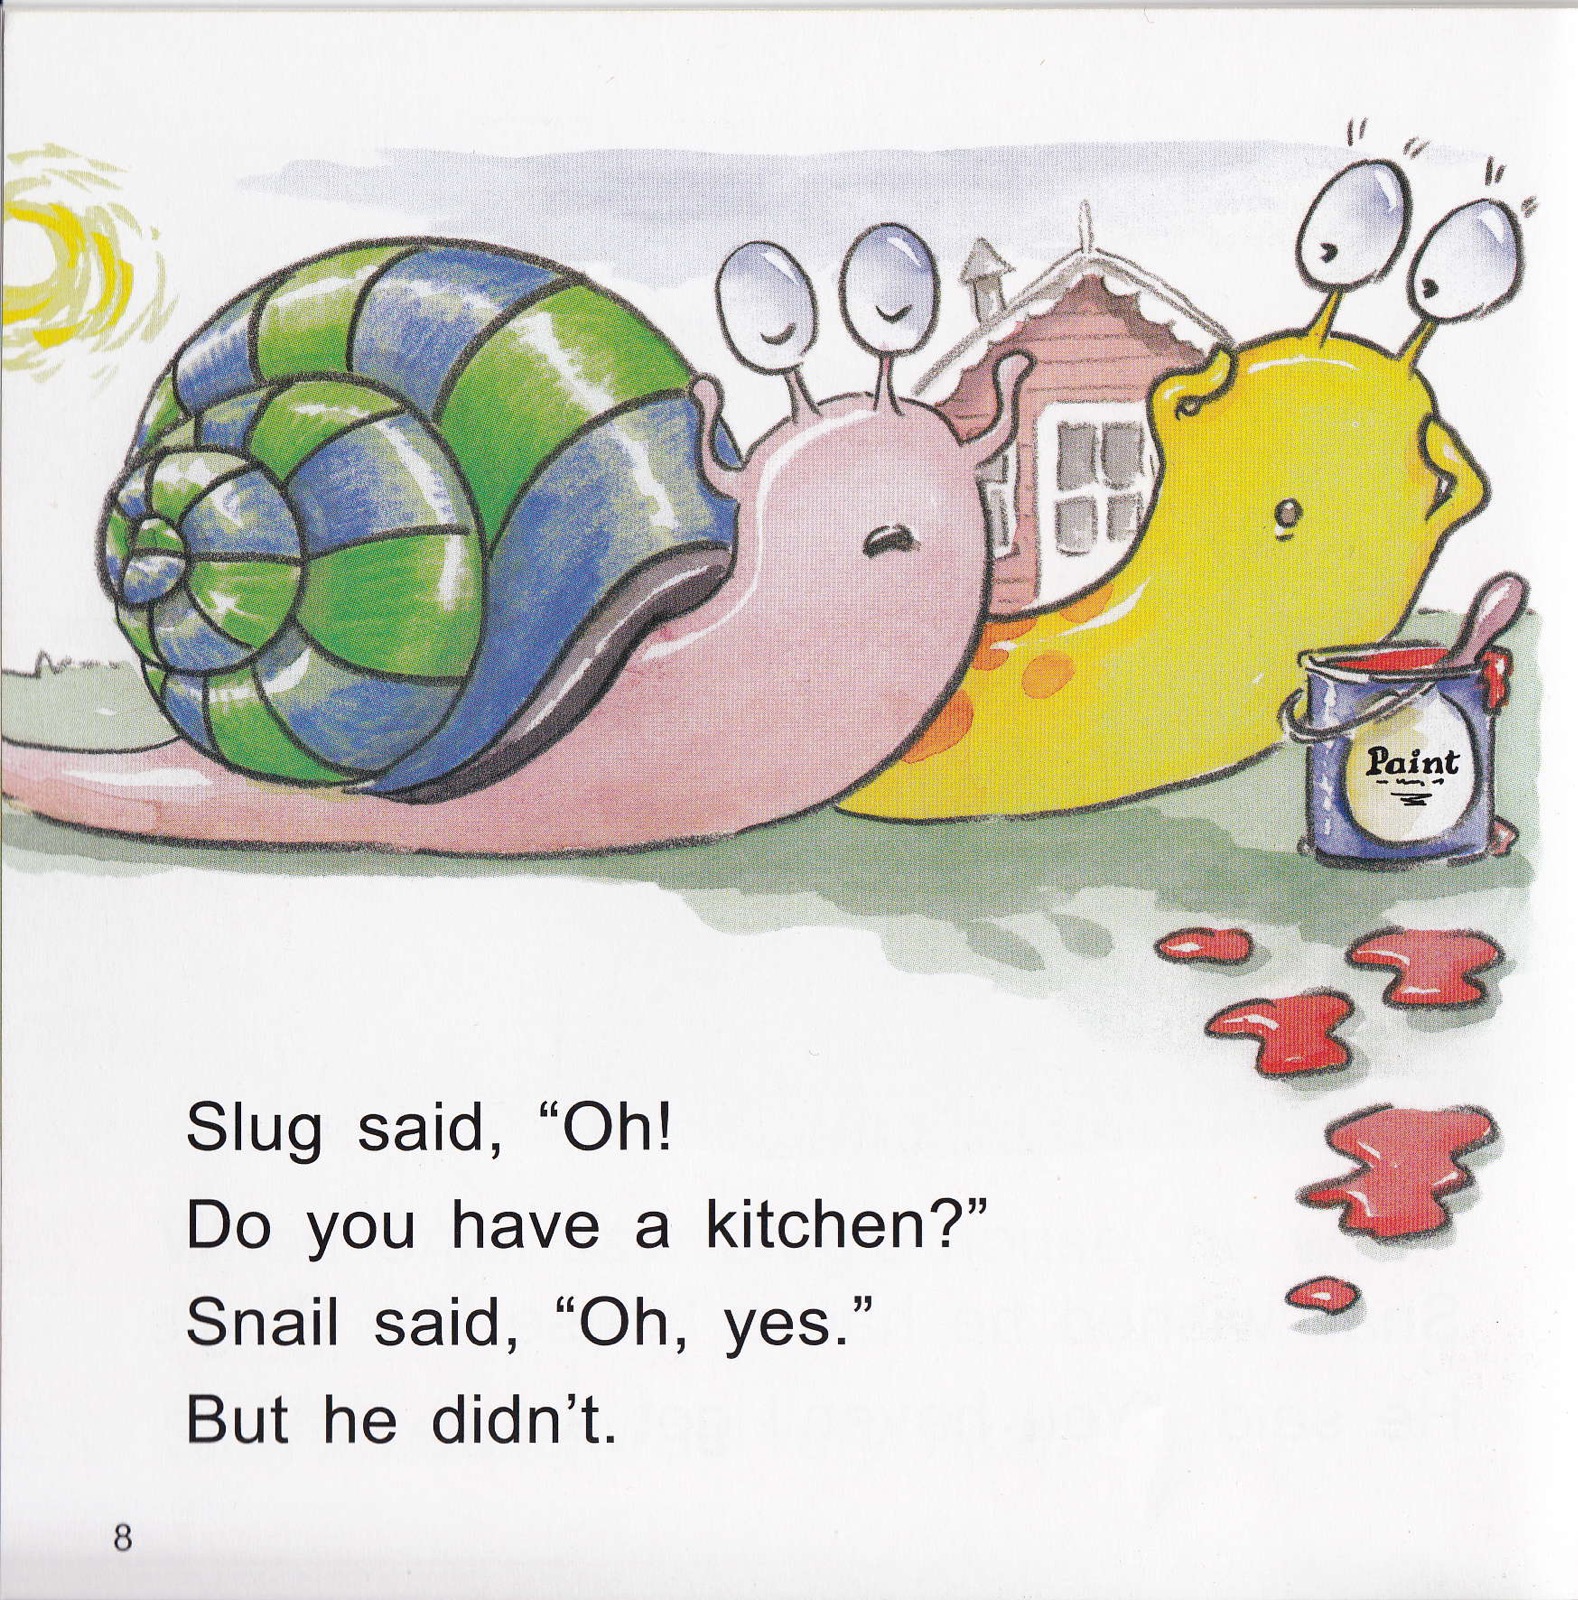 Paint
Slug said, “Oh!
Do you have a kitchen?”
Snail said, “Oh, yes.”
But he didn’t.
8